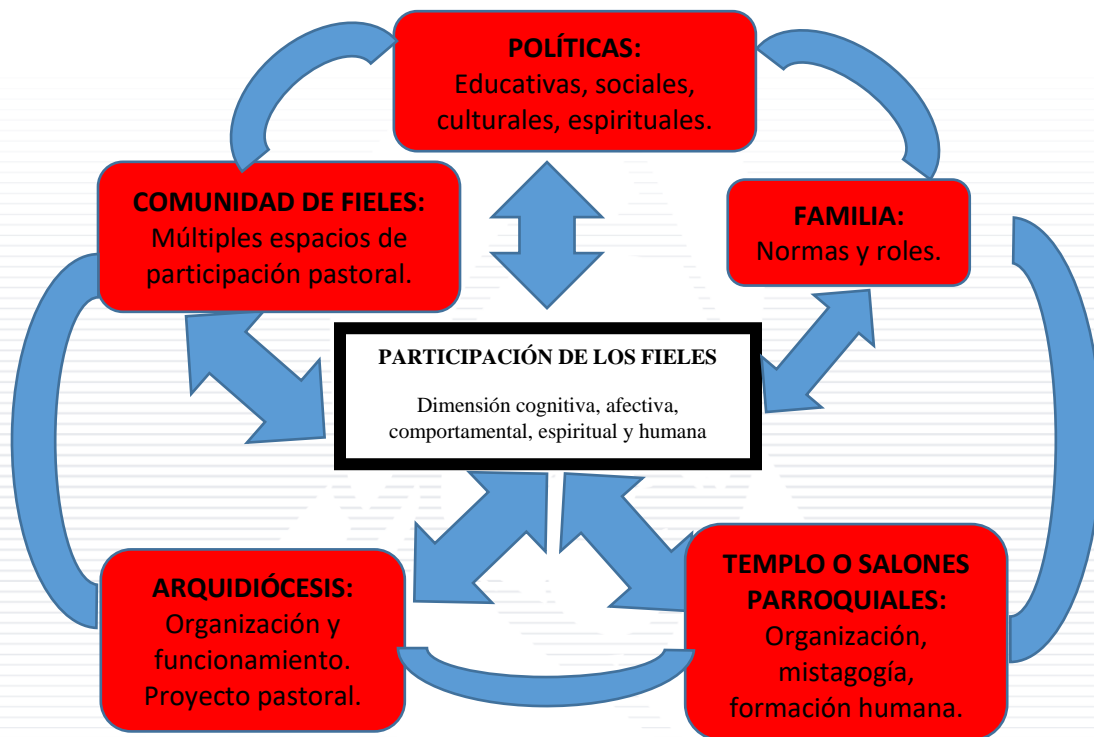 POLÍTICAS:
Educativas, sociales,
culturales, espirituales.
COMUNIDAD DE FIELES:
Múltiples espacios de
participación pastoral.
FAMILIA:
Normas y roles.
PARTICIPACIÓN DE LOS FIELES
Dimensión cognitiva, afectiva,
comportamental, espiritual y humana
ARQUIDIÓCESIS:
Organización y
funcionamiento.
Proyecto pastoral.
TEMPLO O SALONES
PARROQUIALES:
Organización,
mistagogía,
formación humana.